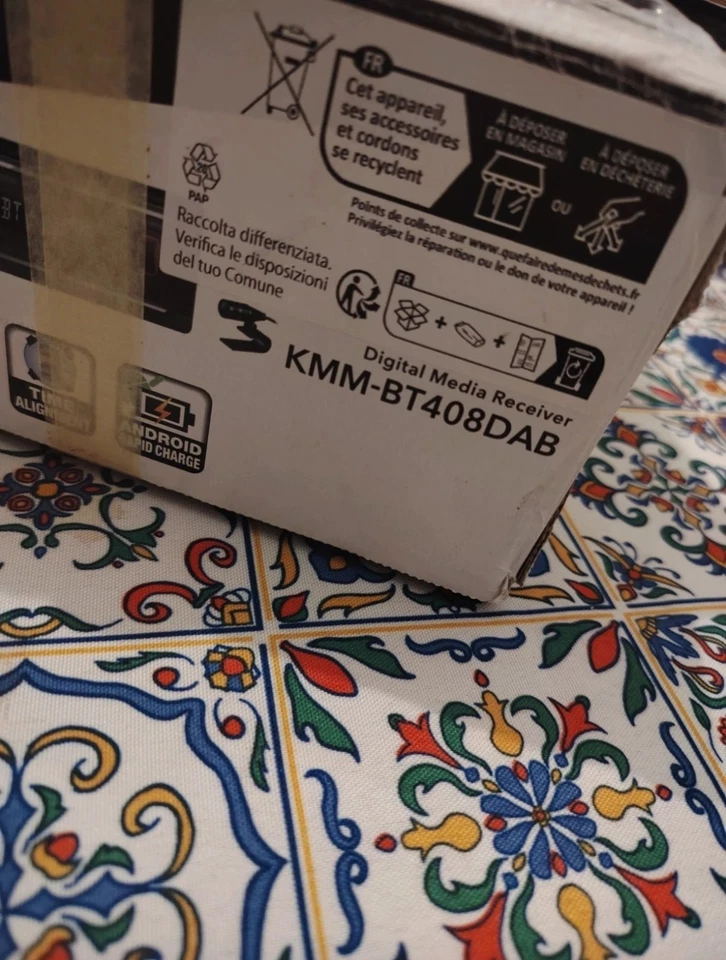 FR
Cet appareil,
ses accessoires
et cordons
se recyclent
À DÉPOSER
EN MAGASIN
OU
À DÉPOSER
EN DÉCHÈTERIE
Points de collecte sur www.quefairedemesdechets.fr
Privilégiez la réparation ou le don de votre appareil !
PAP
Raccolta differenziata.
Verifica le disposizioni
del tuo Comune
FR
Digital Media Receiver
KMM-BT408DAB
BT
TIME
ALIGNMENT
ANDROID
RAPID CHARGE